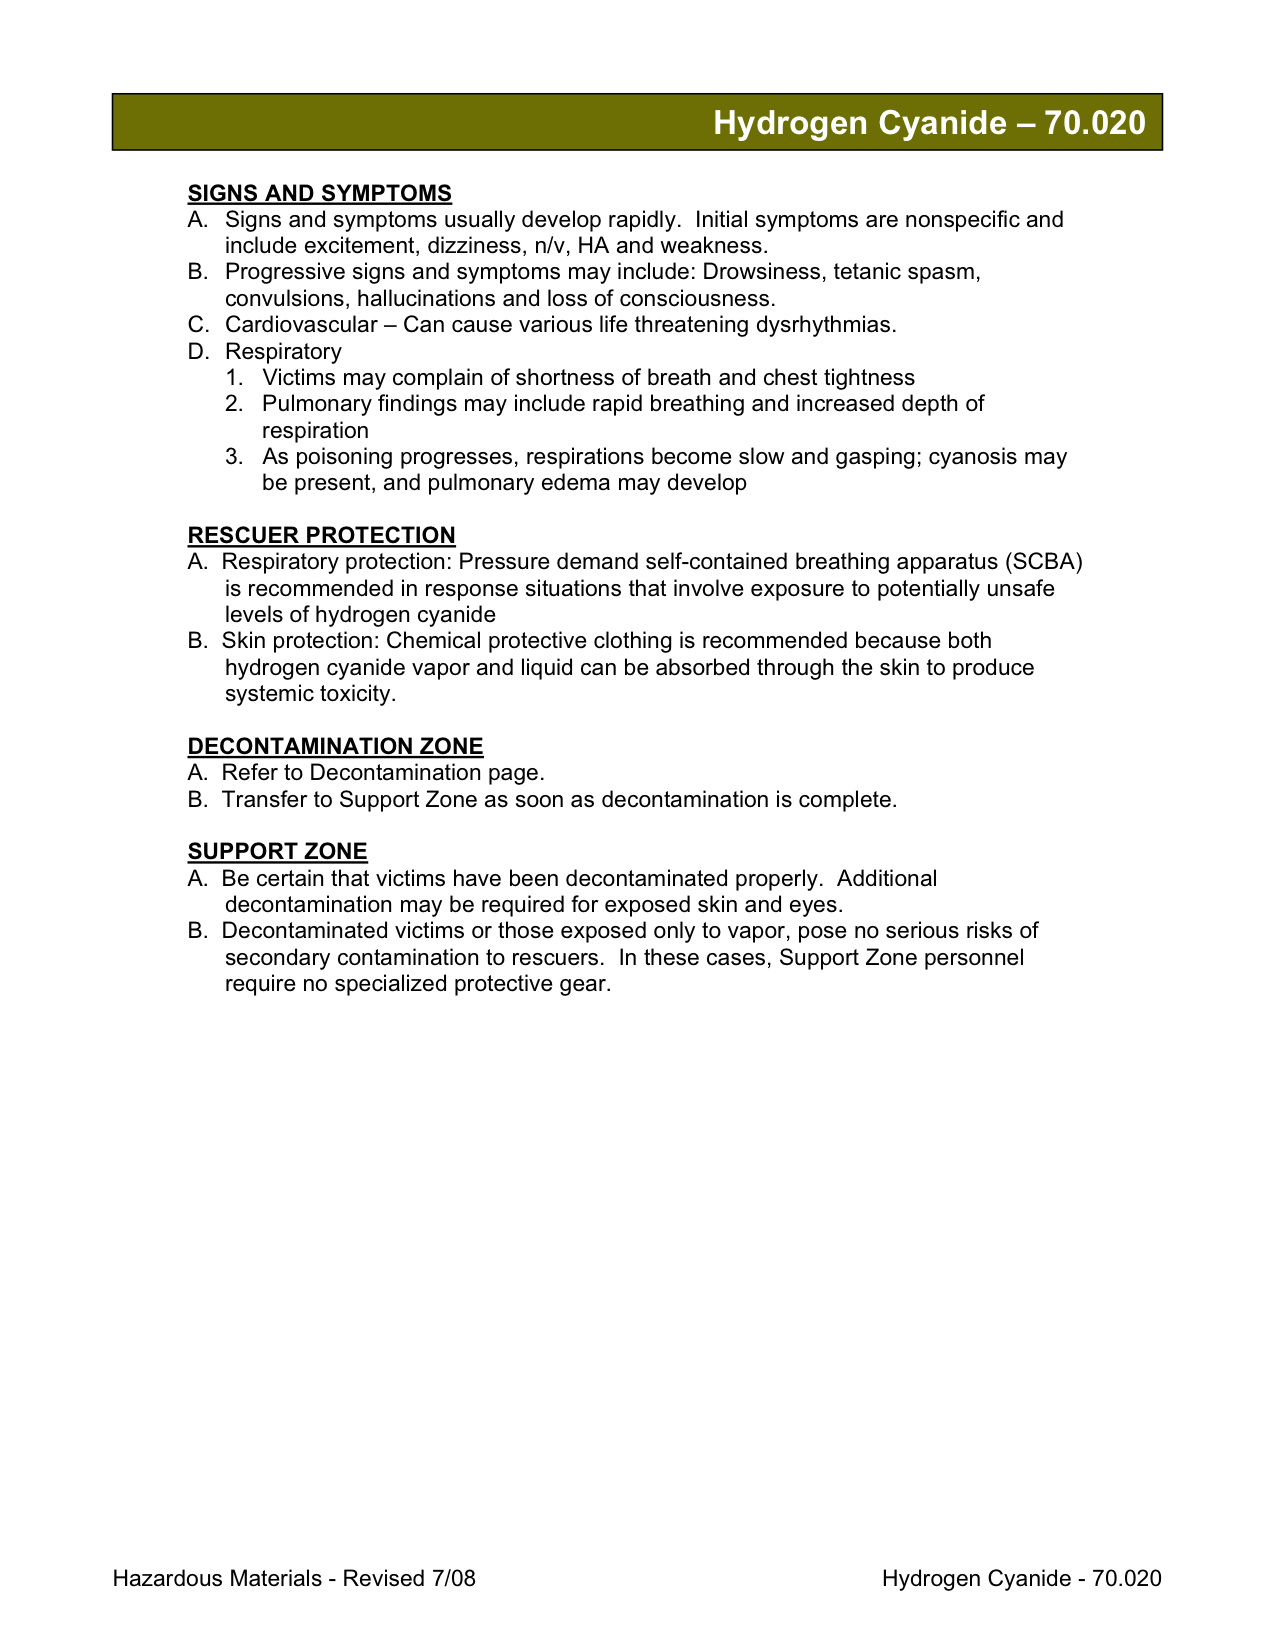 Hydrogen Cyanide – 70.020
SIGNS AND SYMPTOMS
A. Signs and symptoms usually develop rapidly. Initial symptoms are nonspecific and
include excitement, dizziness, n/v, HA and weakness.
B. Progressive signs and symptoms may include: Drowsiness, tetanic spasm,
convulsions, hallucinations and loss of consciousness.
C. Cardiovascular – Can cause various life threatening dysrhythmias.
D. Respiratory
1. Victims may complain of shortness of breath and chest tightness
2. Pulmonary findings may include rapid breathing and increased depth of
respiration
3. As poisoning progresses, respirations become slow and gasping; cyanosis may
be present, and pulmonary edema may develop
RESCUER PROTECTION
A. Respiratory protection: Pressure demand self-contained breathing apparatus (SCBA)
is recommended in response situations that involve exposure to potentially unsafe
levels of hydrogen cyanide
B. Skin protection: Chemical protective clothing is recommended because both
hydrogen cyanide vapor and liquid can be absorbed through the skin to produce
systemic toxicity.
DECONTAMINATION ZONE
A. Refer to Decontamination page.
B. Transfer to Support Zone as soon as decontamination is complete.
SUPPORT ZONE
A. Be certain that victims have been decontaminated properly. Additional
decontamination may be required for exposed skin and eyes.
B. Decontaminated victims or those exposed only to vapor, pose no serious risks of
secondary contamination to rescuers. In these cases, Support Zone personnel
require no specialized protective gear.
Hazardous Materials - Revised 7/08
Hydrogen Cyanide - 70.020